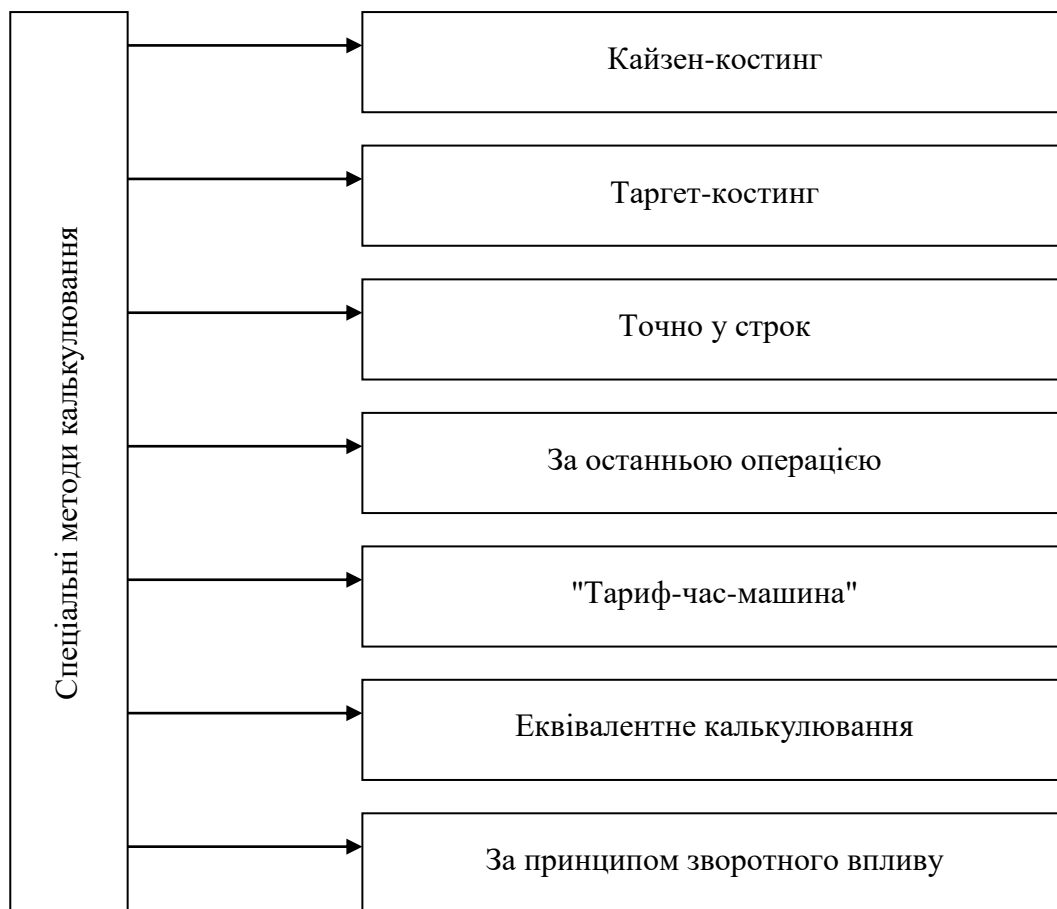 Спеціальні методи калькулювання
Кайзен-костинг
Таргет-костинг
Точно у строк
За останньою операцією
"Тариф-час-машина"
Еквівалентне калькулювання
За принципом зворотного впливу